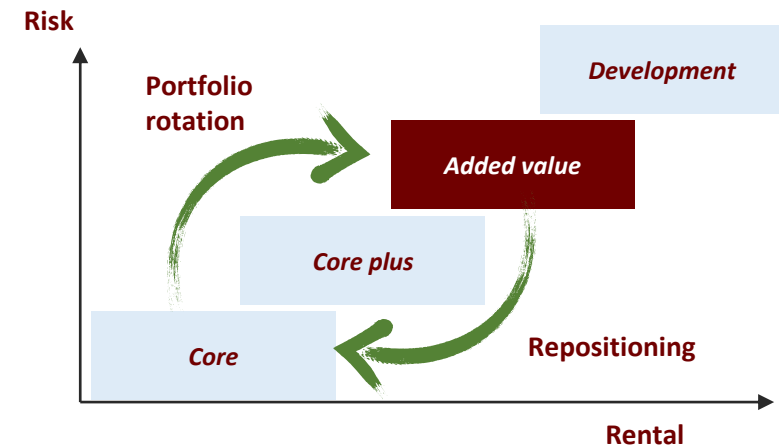 Risk
Development
Portfolio
rotation
Added value
Core plus
Core
Repositioning
Rental